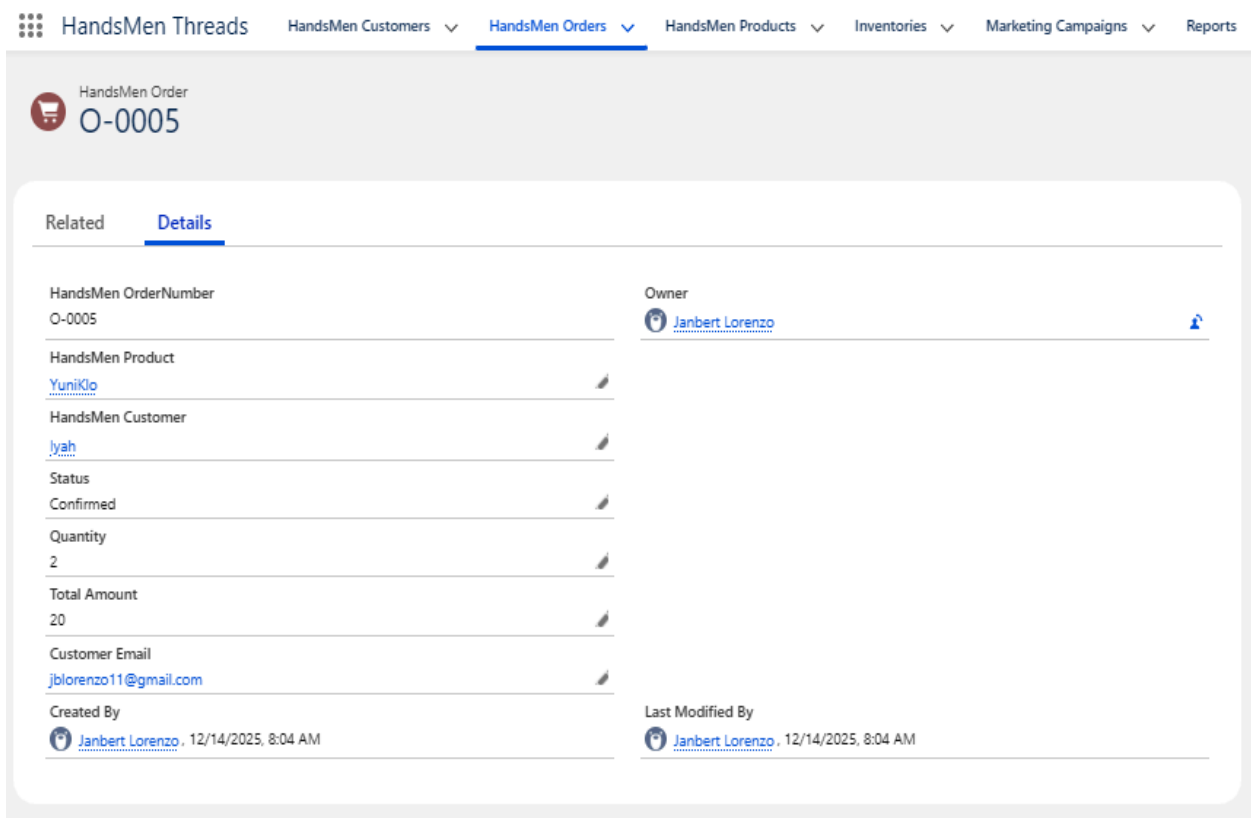 HandsMen Threads HandsMen Customers HandsMen Orders HandsMen Products Inventories Marketing Campaigns Reports
HandsMen Order
O-0005
Related Details
HandsMen OrderNumber
O-0005
Owner
Janbert Lorenzo
HandsMen Product
YuniKlo
HandsMen Customer
Iyah
Status
Confirmed
Quantity
2
Total Amount
20
Customer Email
jblorenzo11@gmail.com
Created By
Janbert Lorenzo, 12/14/2025, 8:04 AM
Last Modified By
Janbert Lorenzo, 12/14/2025, 8:04 AM